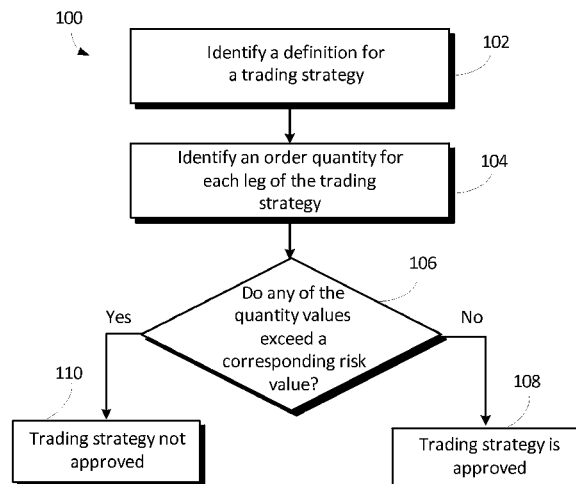 100
Identify a definition for
a trading strategy
102
Identify an order quantity for
each leg of the trading
strategy
104
106
Do any of the
quantity values
exceed a
corresponding risk
value?
Yes
No
110
Trading strategy not
approved
108
Trading strategy is
approved